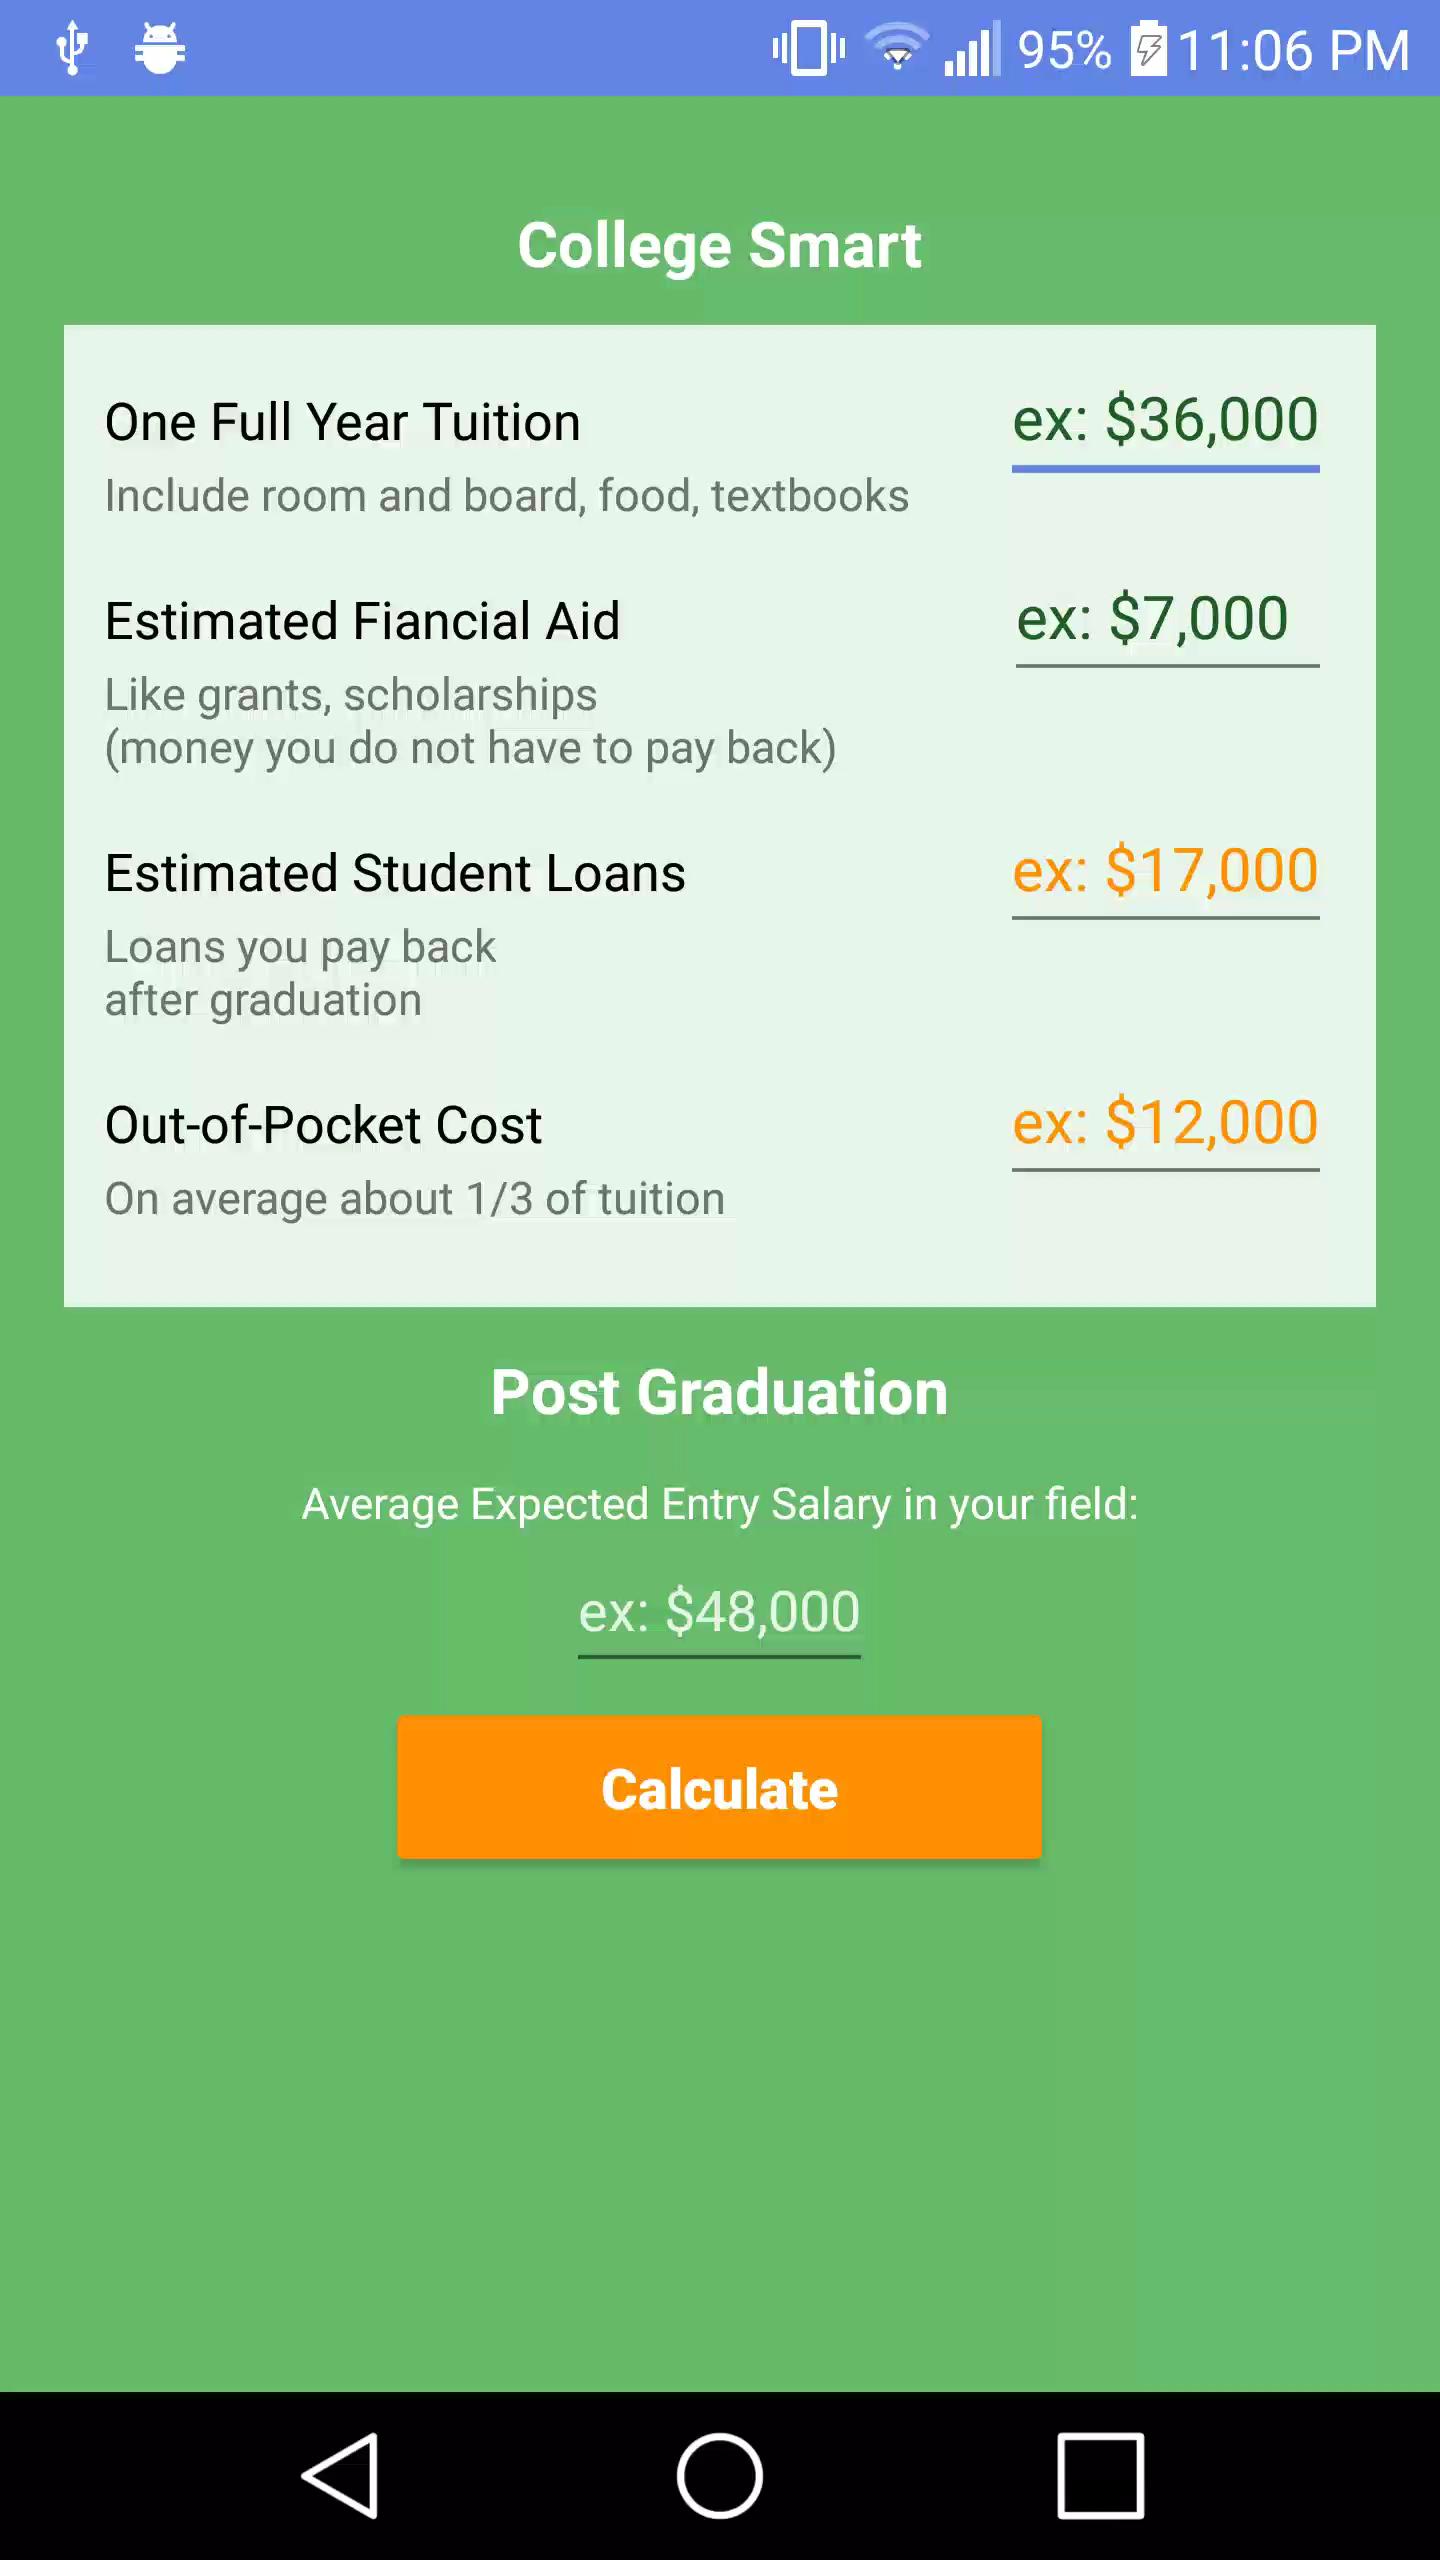 95% 11:06 PM
College Smart
One Full Year Tuition ex: $36,000
Include room and board, food, textbooks
Estimated Fiancial Aid ex: $7,000
Like grants, scholarships
(money you do not have to pay back)
Estimated Student Loans ex: $17,000
Loans you pay back
after graduation
Out-of-Pocket Cost ex: $12,000
On average about 1/3 of tuition
Post Graduation
Average Expected Entry Salary in your field:
ex: $48,000
Calculate